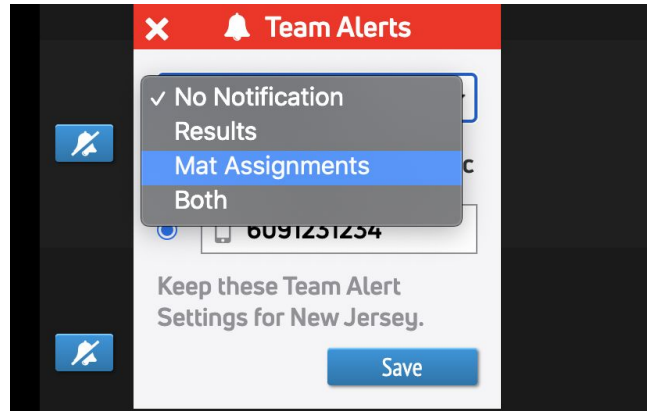 Team Alerts
✓ No Notification
Results
Mat Assignments
Both
6091231234
Keep these Team Alert
Settings for New Jersey.
Save